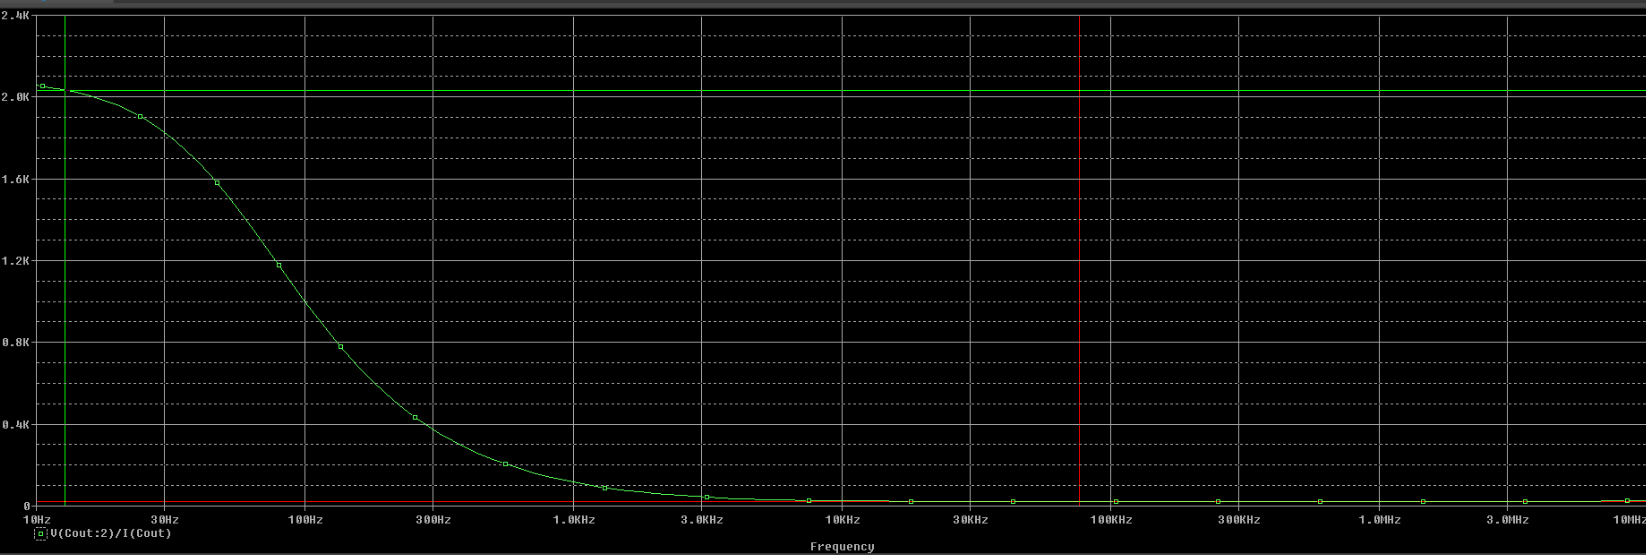 2.4K
2.0K
1.6K
1.2K
0.8K
0.4K
0
10Hz 30Hz 100Hz 300Hz 1.0KHz 3.0KHz 10KHz 30KHz 100KHz 300KHz 1.0MHz 3.0MHz 10MHz
V(Cout:2)/I(Cout)
Frequency